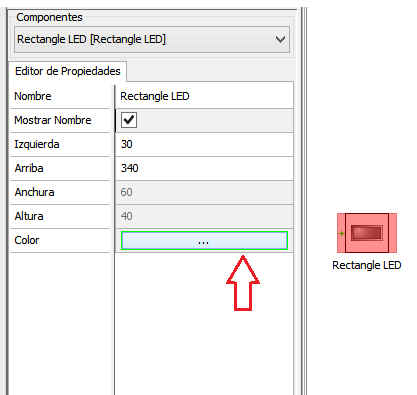 Componentes
Rectangle LED [Rectangle LED]
Editor de Propiedades
Nombre Rectangle LED
Mostrar Nombre
Izquierda 30
Arriba 340
Anchura 60
Altura 40
Color ...
Rectangle LED